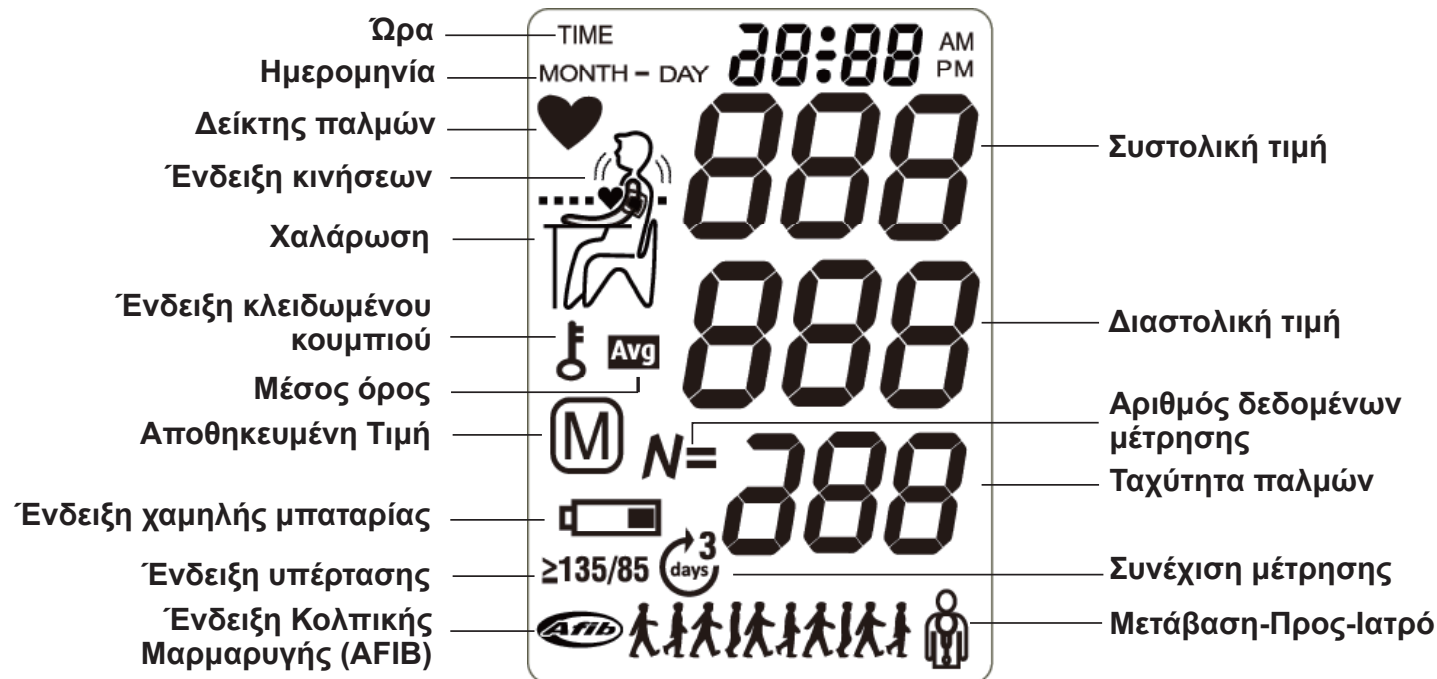 Ώρα
Ημερομηνία
Δείκτης παλμών
Ένδειξη κινήσεων
Χαλάρωση
Ένδειξη κλειδωμένου
κουμπιού
Μέσος όρος
Αποθηκευμένη Τιμή
Ένδειξη χαμηλής μπαταρίας
Ένδειξη υπέρτασης
Ένδειξη Κολπικής
Μαρμαρυγής (AFIB)
TIME 28:88 AM
MONTH - DAY PM
888
888
Avg
M
N= 288
≥135/85 3
days
Afib
Συστολική τιμή
Διαστολική τιμή
Αριθμός δεδομένων
μέτρησης
Ταχύτητα παλμών
Συνέχιση μέτρησης
Μετάβαση-Προς-Ιατρό